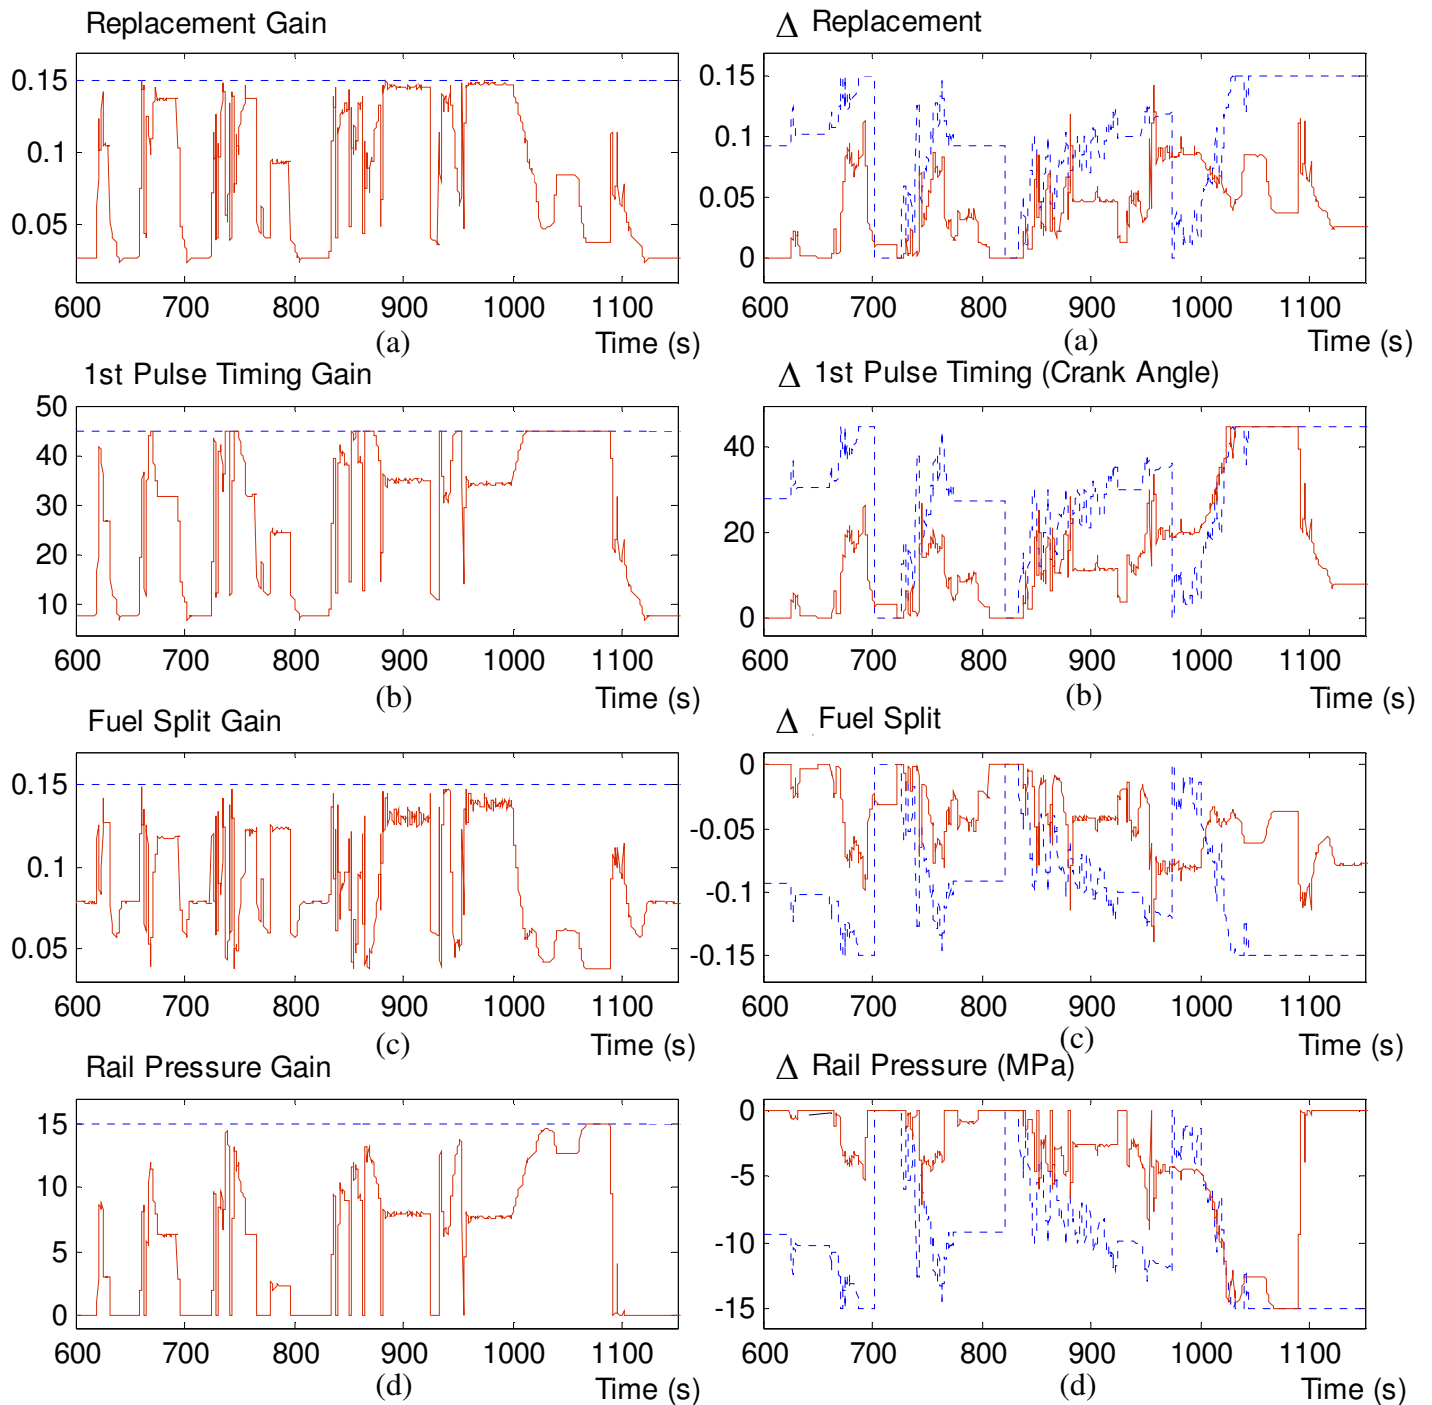 Replacement Gain
0.15
0.1
0.05
600 700 800 900 1000 1100
(a)
Time (s)
Δ Replacement
0.15
0.1
0.05
0
600 700 800 900 1000 1100
(a)
Time (s)
1st Pulse Timing Gain
50
40
30
20
10
600 700 800 900 1000 1100
(b)
Time (s)
Δ 1st Pulse Timing (Crank Angle)
40
20
0
600 700 800 900 1000 1100
(b)
Time (s)
Fuel Split Gain
0.15
0.1
0.05
600 700 800 900 1000 1100
(c)
Time (s)
Δ Fuel Split
0
-0.05
-0.1
-0.15
600 700 800 900 1000 1100
(c)
Time (s)
Rail Pressure Gain
15
10
5
0
600 700 800 900 1000 1100
(d)
Time (s)
Δ Rail Pressure (MPa)
0
-5
-10
-15
600 700 800 900 1000 1100
(d)
Time (s)